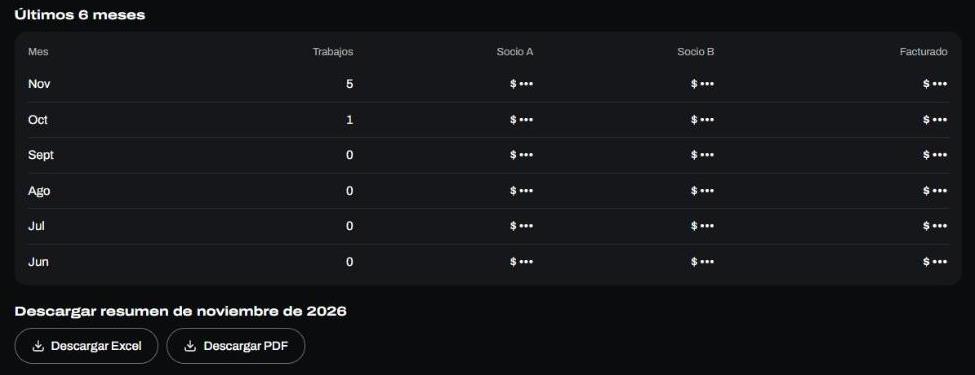 Últimos 6 meses
Mes Trabajos Socio A Socio B Facturado
Nov 5 $ ••• $ ••• $ •••
Oct 1 $ ••• $ ••• $ •••
Sept 0 $ ••• $ ••• $ •••
Ago 0 $ ••• $ ••• $ •••
Jul 0 $ ••• $ ••• $ •••
Jun 0 $ ••• $ ••• $ •••
Descargar resumen de noviembre de 2026
Descargar Excel Descargar PDF